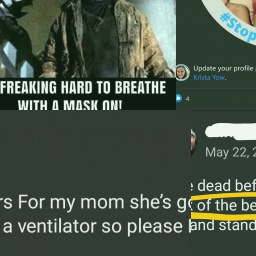 FREAKING HARD TO BREATHE
WITH A MASK ON!
#Stop
Update your profile
Krista Yow.
4
May 22, 2
dead bef
of the be
and stand
rs For my mom she's g
a ventilator so please